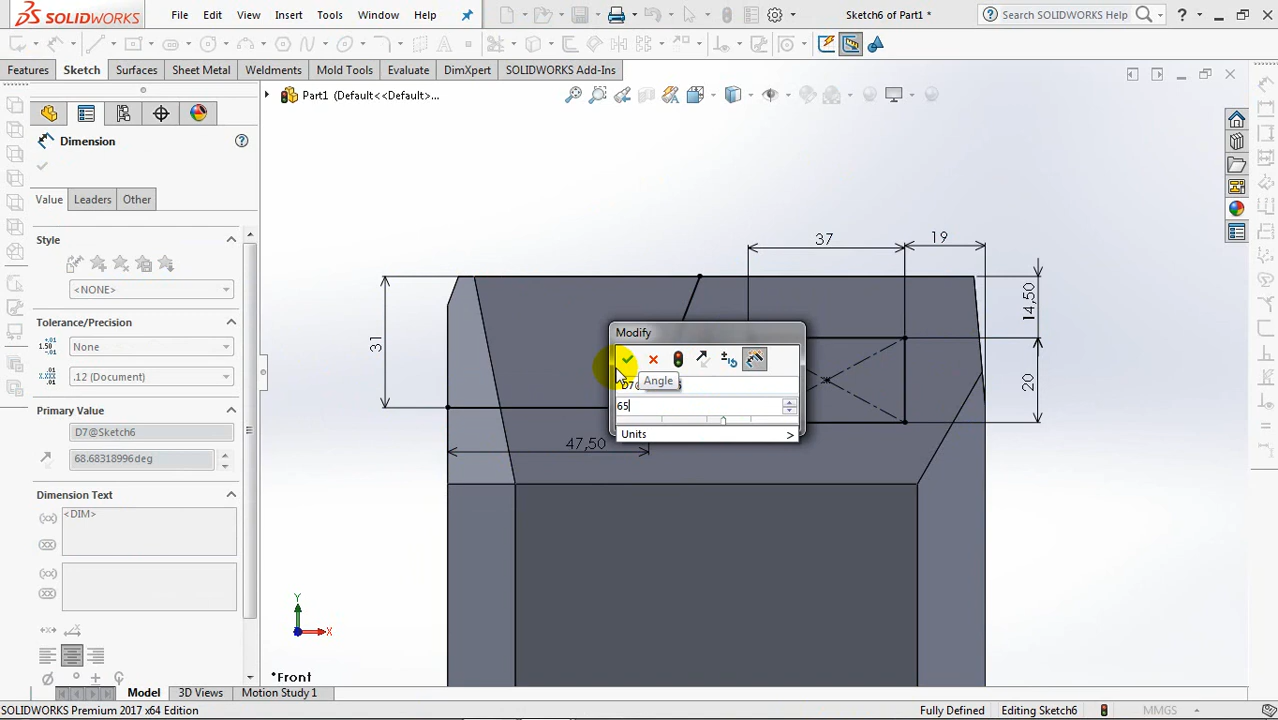 SOLIDWORKS File Edit View Insert Tools Window Help Sketch6 of Part1 * Search SOLIDWORKS Help
Features Sketch Surfaces Sheet Metal Weldments Mold Tools Evaluate DimXpert SOLIDWORKS Add-Ins
Part1 (Default<<Default>...
Dimension
Value Leaders Other
Style
<NONE>
Tolerance/Precision
None
.12 (Document)
Primary Value
D7@Sketch6
68.68318996deg
Dimension Text
<DIM>
37
19
14,50
31
20
47,50
Modify
Angle
65
Units >
Y
X
*Front
Model 3D Views Motion Study 1
SOLIDWORKS Premium 2017 x64 Edition Fully Defined Editing Sketch6 MMGS